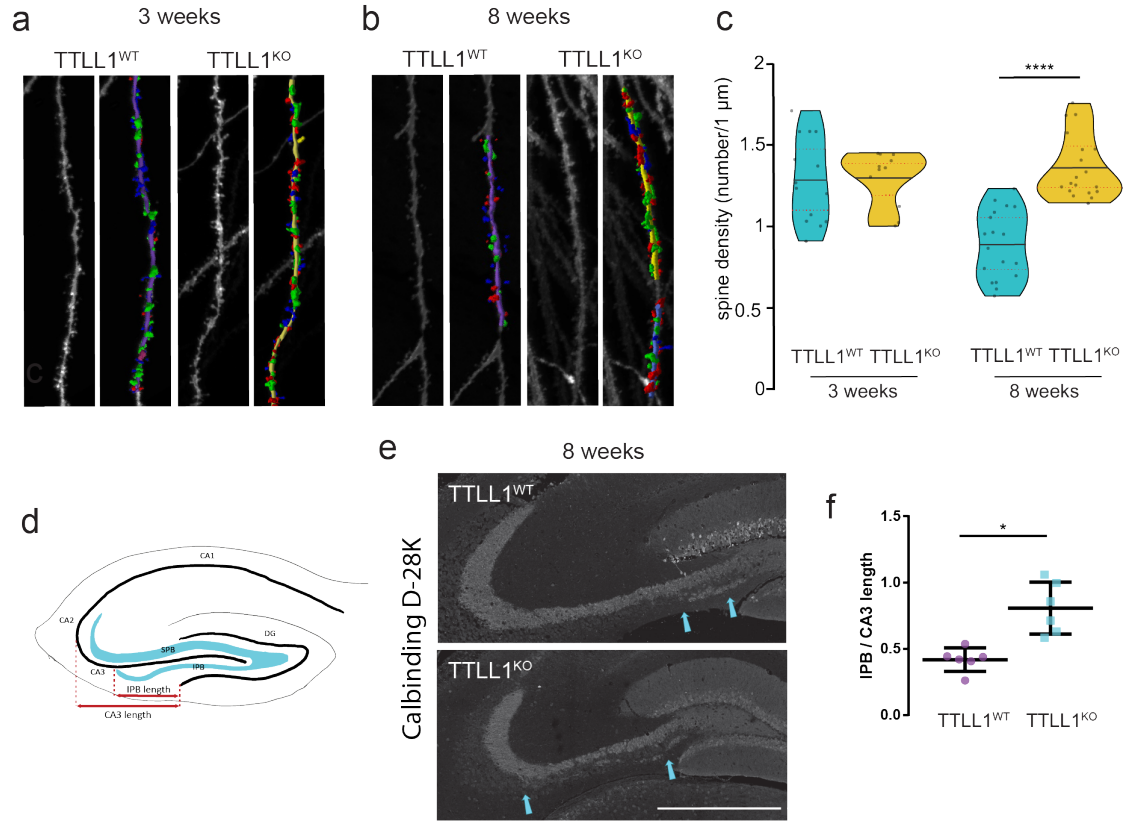 a
3 weeks
TTLL1WT TTLL1KO
C
b
8 weeks
TTLL1WT TTLL1KO
c
spine density (number/1 µm)
2
1.5
1
0.5
0
****
TTLL1WT TTLL1KO
3 weeks
TTLL1WT TTLL1KO
8 weeks
d
CA1
CA2
CA3
DG
SPB
IPB
IPB length
CA3 length
e
8 weeks
Calbinding D-28K
TTLL1WT
TTLL1KO
f
IPB / CA3 length
1.5
1.0
0.5
0.0
*
TTLL1WT TTLL1KO